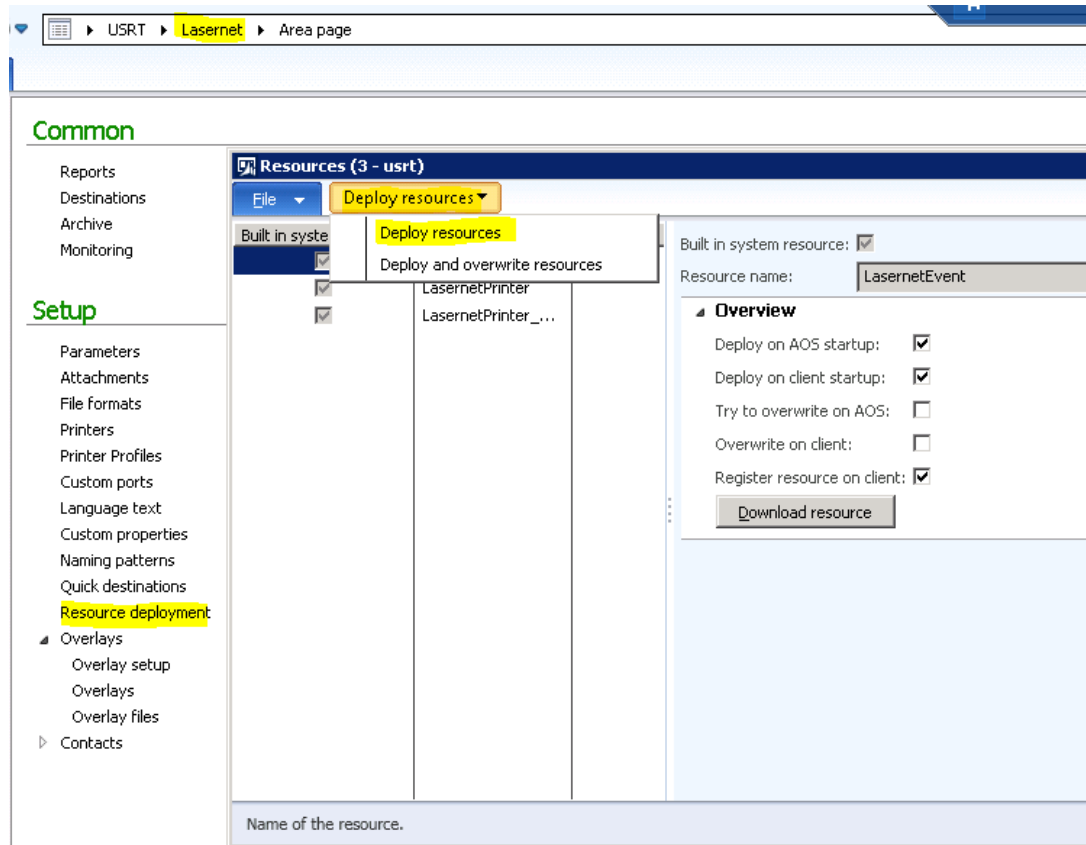 USRT Lasernet Area page
Common
Reports
Destinations
Archive
Monitoring
Setup
Parameters
Attachments
File formats
Printers
Printer Profiles
Custom ports
Language text
Custom properties
Naming patterns
Quick destinations
Resource deployment
Overlays
Overlay setup
Overlays
Overlay files
Contacts
Resources (3 - usrt)
File Deploy resources
Deploy resources
Deploy and overwrite resources
Built in syste
LasernetPrinter
LasernetPrinter_...
Built in system resource:
Resource name: LasernetEvent
Overview
Deploy on AOS startup:
Deploy on client startup:
Try to overwrite on AOS:
Overwrite on client:
Register resource on client:
Download resource
Name of the resource.